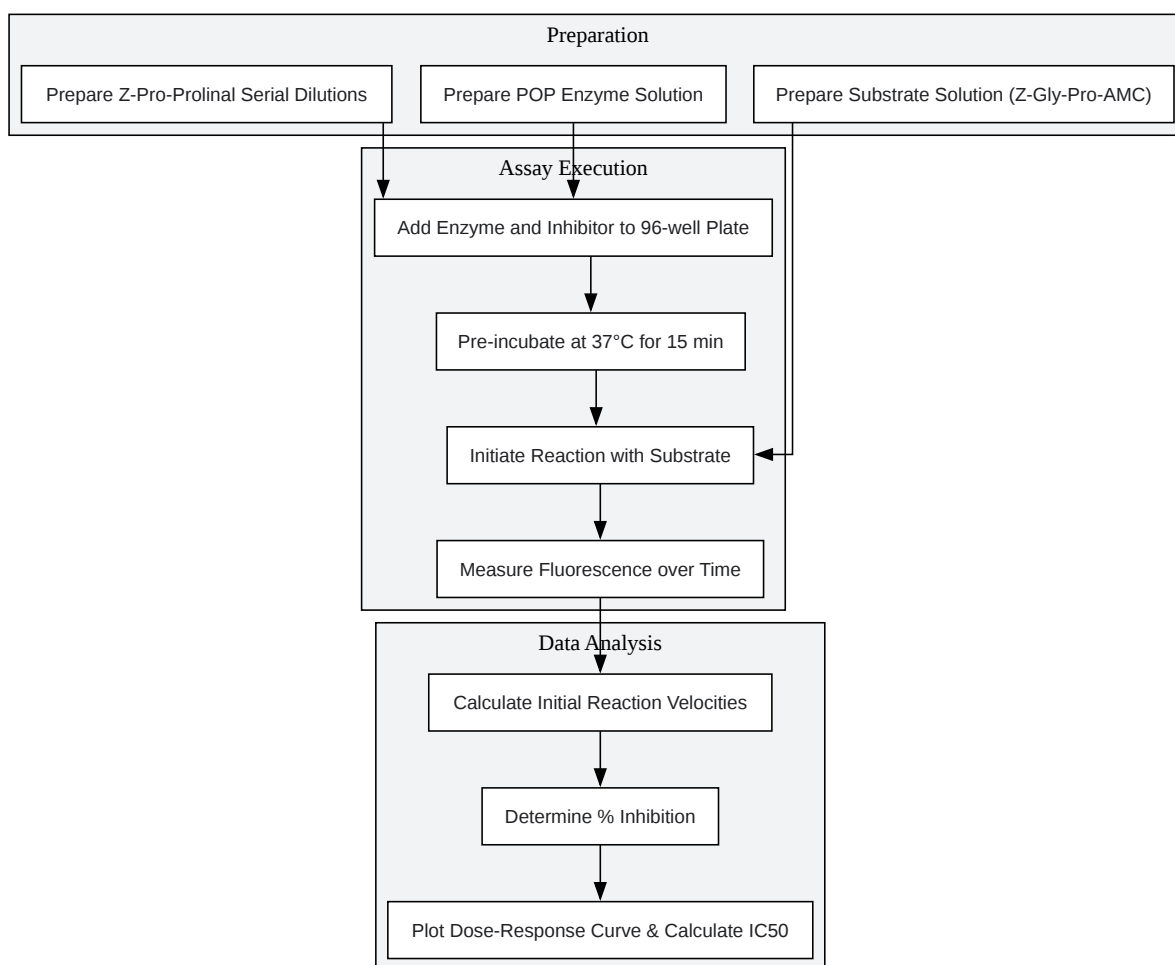 Preparation
Prepare Z-Pro-Prolinal Serial Dilutions
Prepare POP Enzyme Solution
Prepare Substrate Solution (Z-Gly-Pro-AMC)
Assay Execution
Add Enzyme and Inhibitor to 96-well Plate
Pre-incubate at 37°C for 15 min
Initiate Reaction with Substrate
Measure Fluorescence over Time
Data Analysis
Calculate Initial Reaction Velocities
Determine % Inhibition
Plot Dose-Response Curve & Calculate IC50